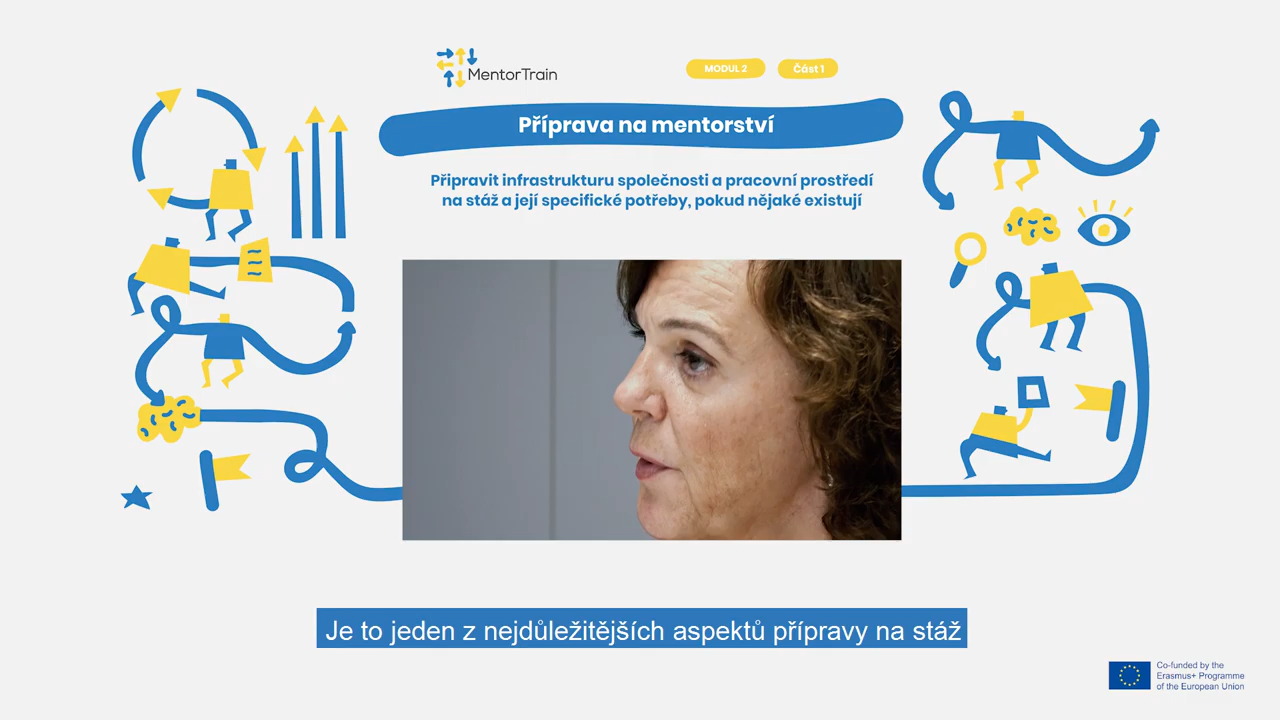 MentorTrain
MODUL 2
Část 1
Příprava na mentorství
Připravit infrastrukturu společnosti a pracovní prostředí
na stáž a její specifické potřeby, pokud nějaké existují
Je to jeden z nejdůležitějších aspektů přípravy na stáž
Co-funded by the
Erasmus+ Programme
of the European Union